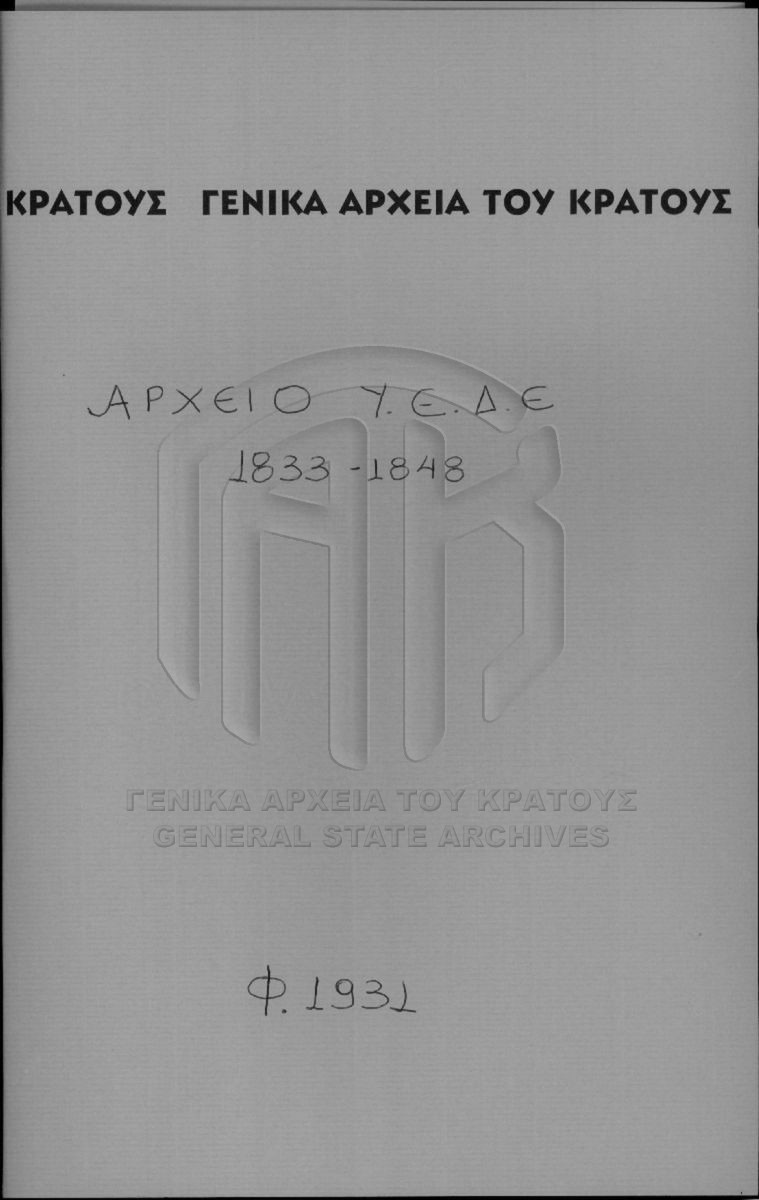 ΚΡΑΤΟΥΣ ΓΕΝΙΚΑ ΑΡΧΕΙΑ ΤΟΥ ΚΡΑΤΟΥΣ
ΑΡΧΕΙΟ Υ.Ε.Δ.Ε
1833-1848
ΓΕΝΙΚΑ ΑΡΧΕΙΑ ΤΟΥ ΚΡΑΤΟΥΣ
GENERAL STATE ARCHIVES
Φ. 1931